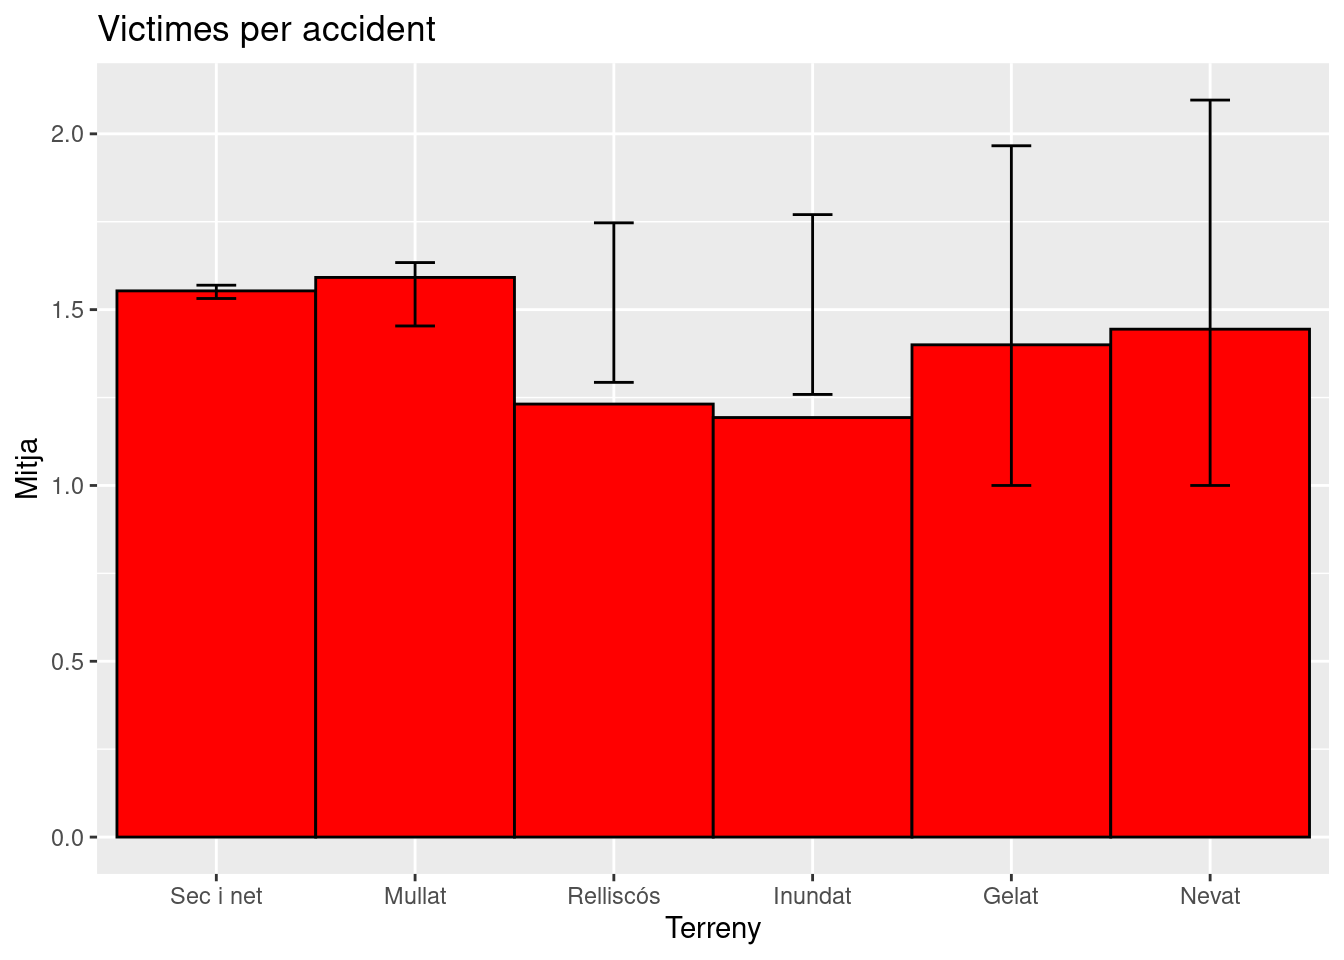 Victimes per accident
Mitja
2.0
1.5
1.0
0.5
0.0
Sec i net Mullat Relliscós Inundat Gelat Nevat
Terreny